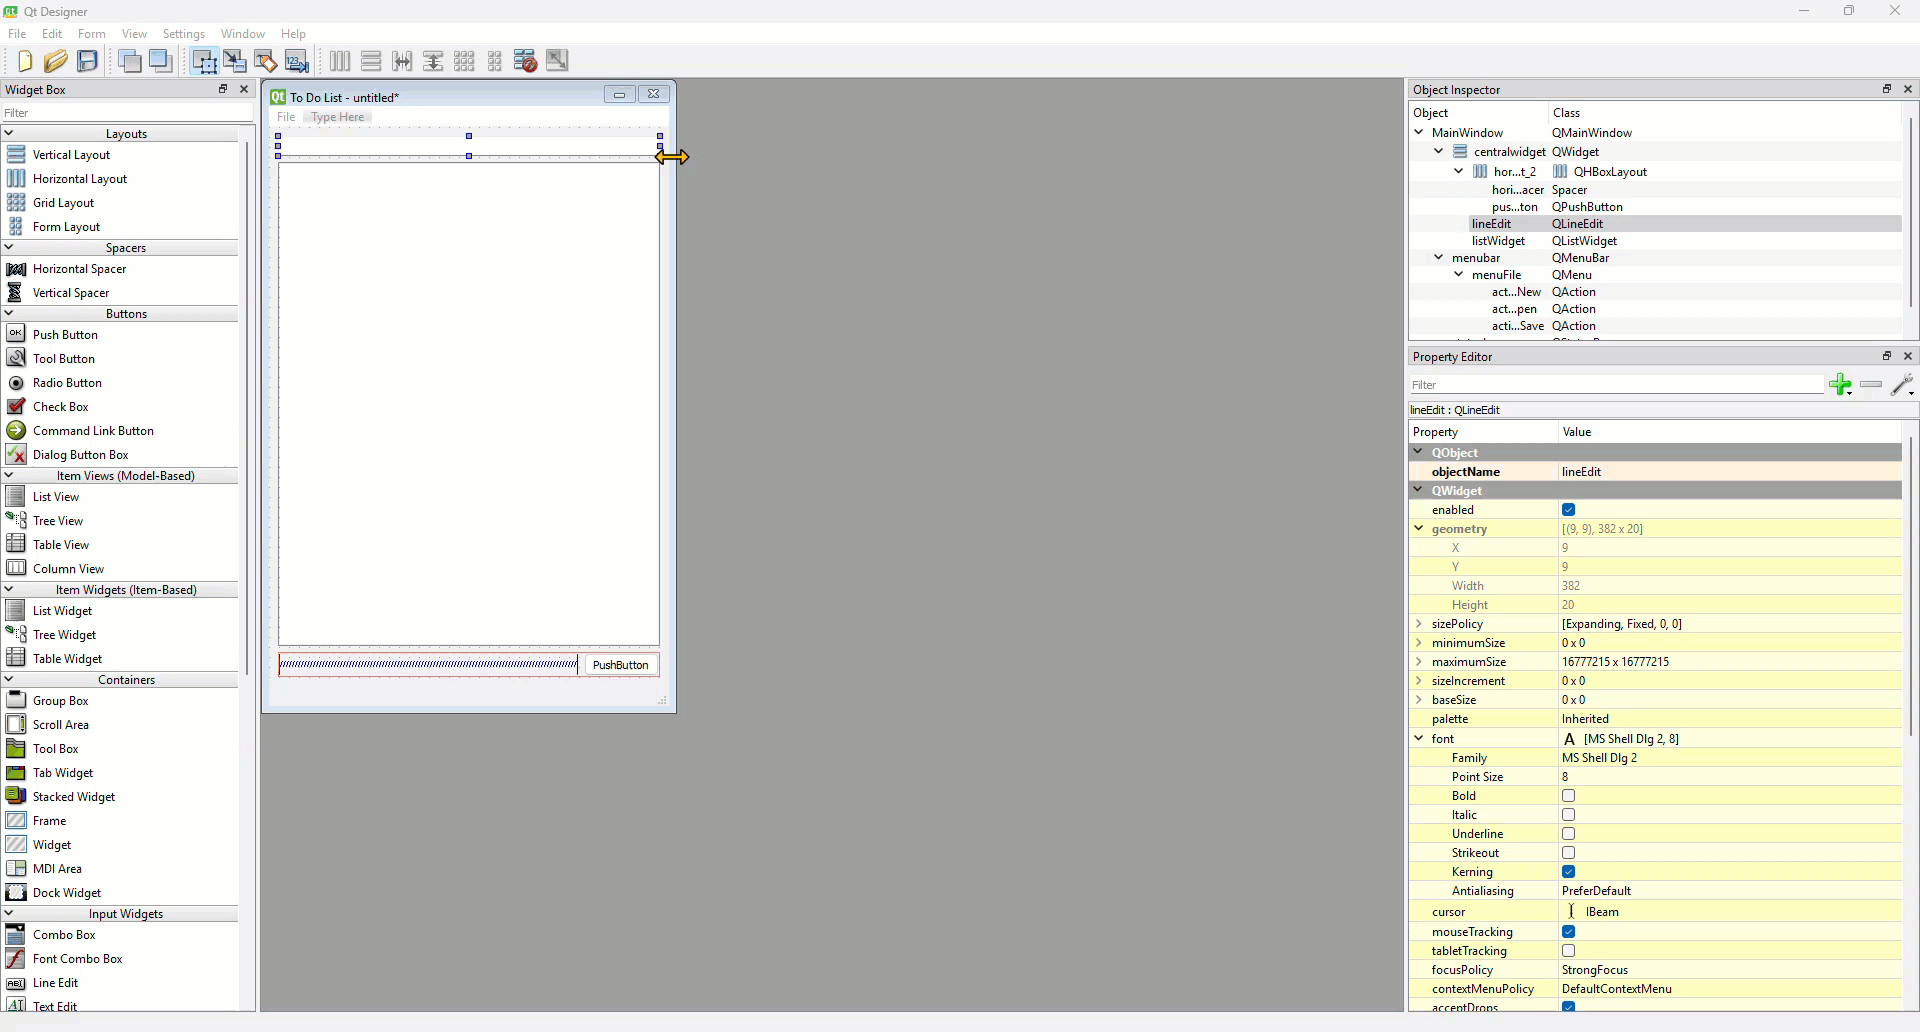 Qt Designer
File Edit Form View Settings Window Help
Widget Box
Filter
Layouts
Vertical Layout
Horizontal Layout
Grid Layout
Form Layout
Spacers
Horizontal Spacer
Vertical Spacer
Buttons
Push Button
Tool Button
Radio Button
Check Box
Command Link Button
Dialog Button Box
Item Views (Model-Based)
List View
Tree View
Table View
Column View
Item Widgets (Item-Based)
List Widget
Tree Widget
Table Widget
Containers
Group Box
Scroll Area
Tool Box
Tab Widget
Stacked Widget
Frame
Widget
MDI Area
Dock Widget
Input Widgets
Combo Box
Font Combo Box
Line Edit
Text Edit
To Do List - untitled*
File Type Here
PushButton
Object Inspector
Object Class
MainWindow QMainWindow
centralwidget QWidget
hor...t_2 QHBoxLayout
hori...acer Spacer
pus...ton QPushButton
lineEdit QLineEdit
listWidget QListWidget
menubar QMenuBar
menuFile QMenu
act...New QAction
act...pen QAction
acti...Save QAction
Property Editor
Filter
lineEdit : QLineEdit
Property Value
QObject
objectName lineEdit
QWidget
enabled
geometry [(9, 9), 382 x 20]
X 9
Y 9
Width 382
Height 20
sizePolicy [Expanding, Fixed, 0, 0]
minimumSize 0 x 0
maximumSize 16777215 x 16777215
sizeIncrement 0 x 0
baseSize 0 x 0
palette Inherited
font A [MS Shell Dlg 2, 8]
Family MS Shell Dlg 2
Point Size 8
Bold
Italic
Underline
Strikeout
Kerning
Antialiasing PreferDefault
cursor IBeam
mouseTracking
tabletTracking
focusPolicy StrongFocus
contextMenuPolicy DefaultContextMenu
acceptDrops